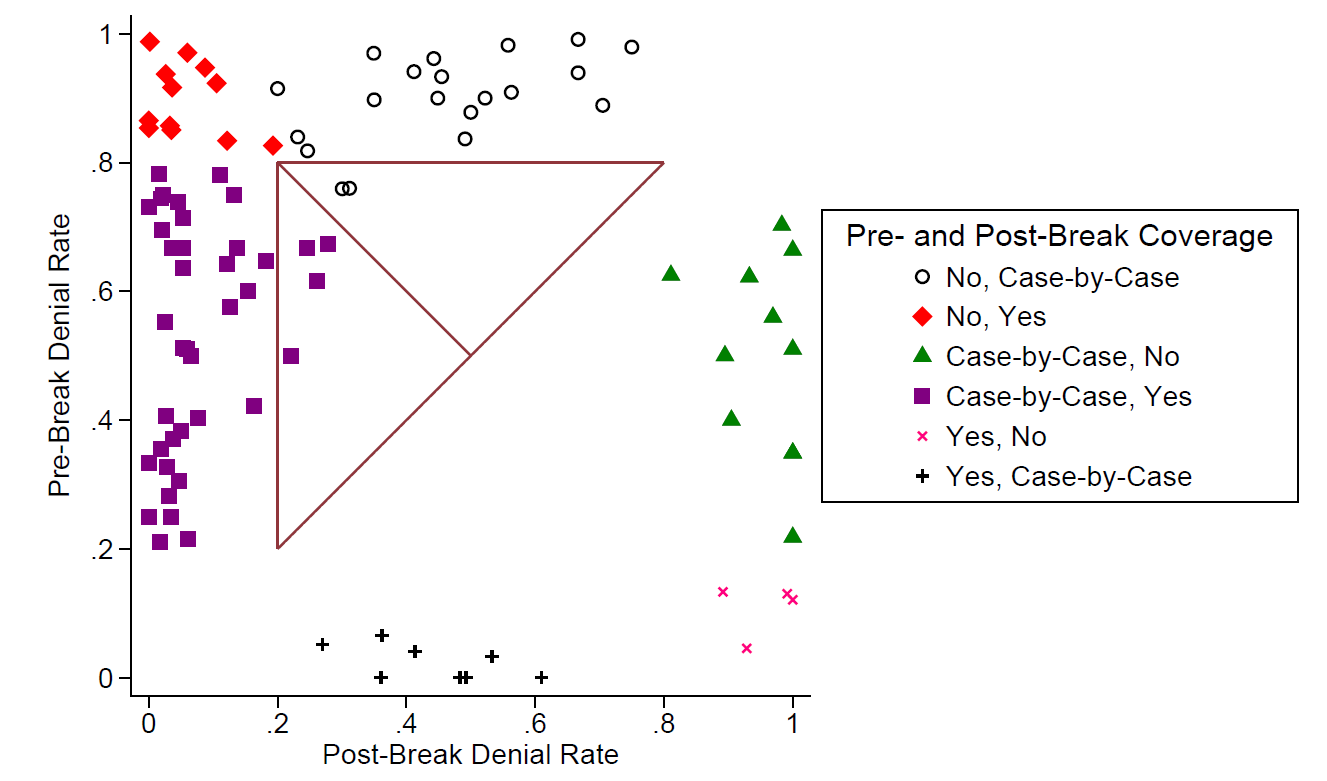 Pre-Break Denial Rate
1
.8
.6
.4
.2
0
0 .2 .4 .6 .8 1
Post-Break Denial Rate
Pre- and Post-Break Coverage
No, Case-by-Case
No, Yes
Case-by-Case, No
Case-by-Case, Yes
Yes, No
Yes, Case-by-Case